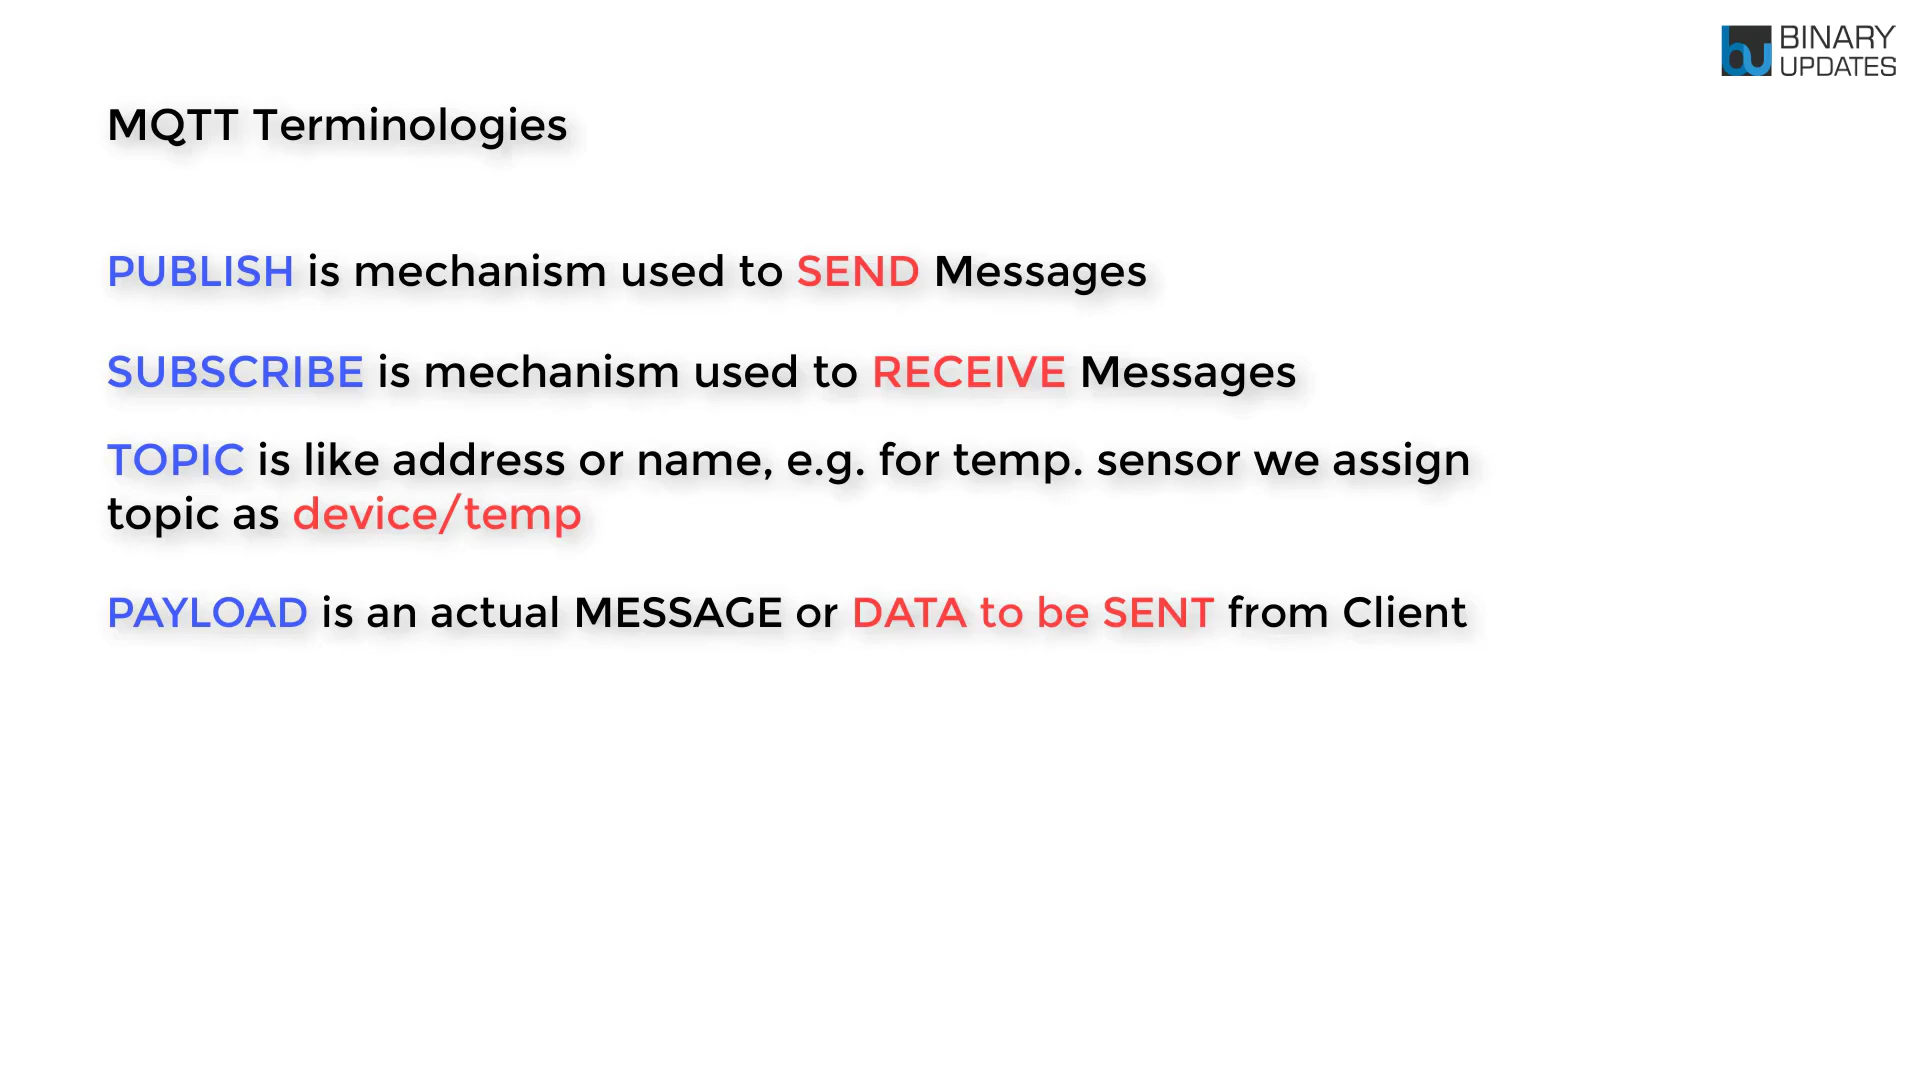 BINARY
UPDATES
MQTT Terminologies
PUBLISH is mechanism used to SEND Messages
SUBSCRIBE is mechanism used to RECEIVE Messages
TOPIC is like address or name, e.g. for temp. sensor we assign
topic as device/temp
PAYLOAD is an actual MESSAGE or DATA to be SENT from Client